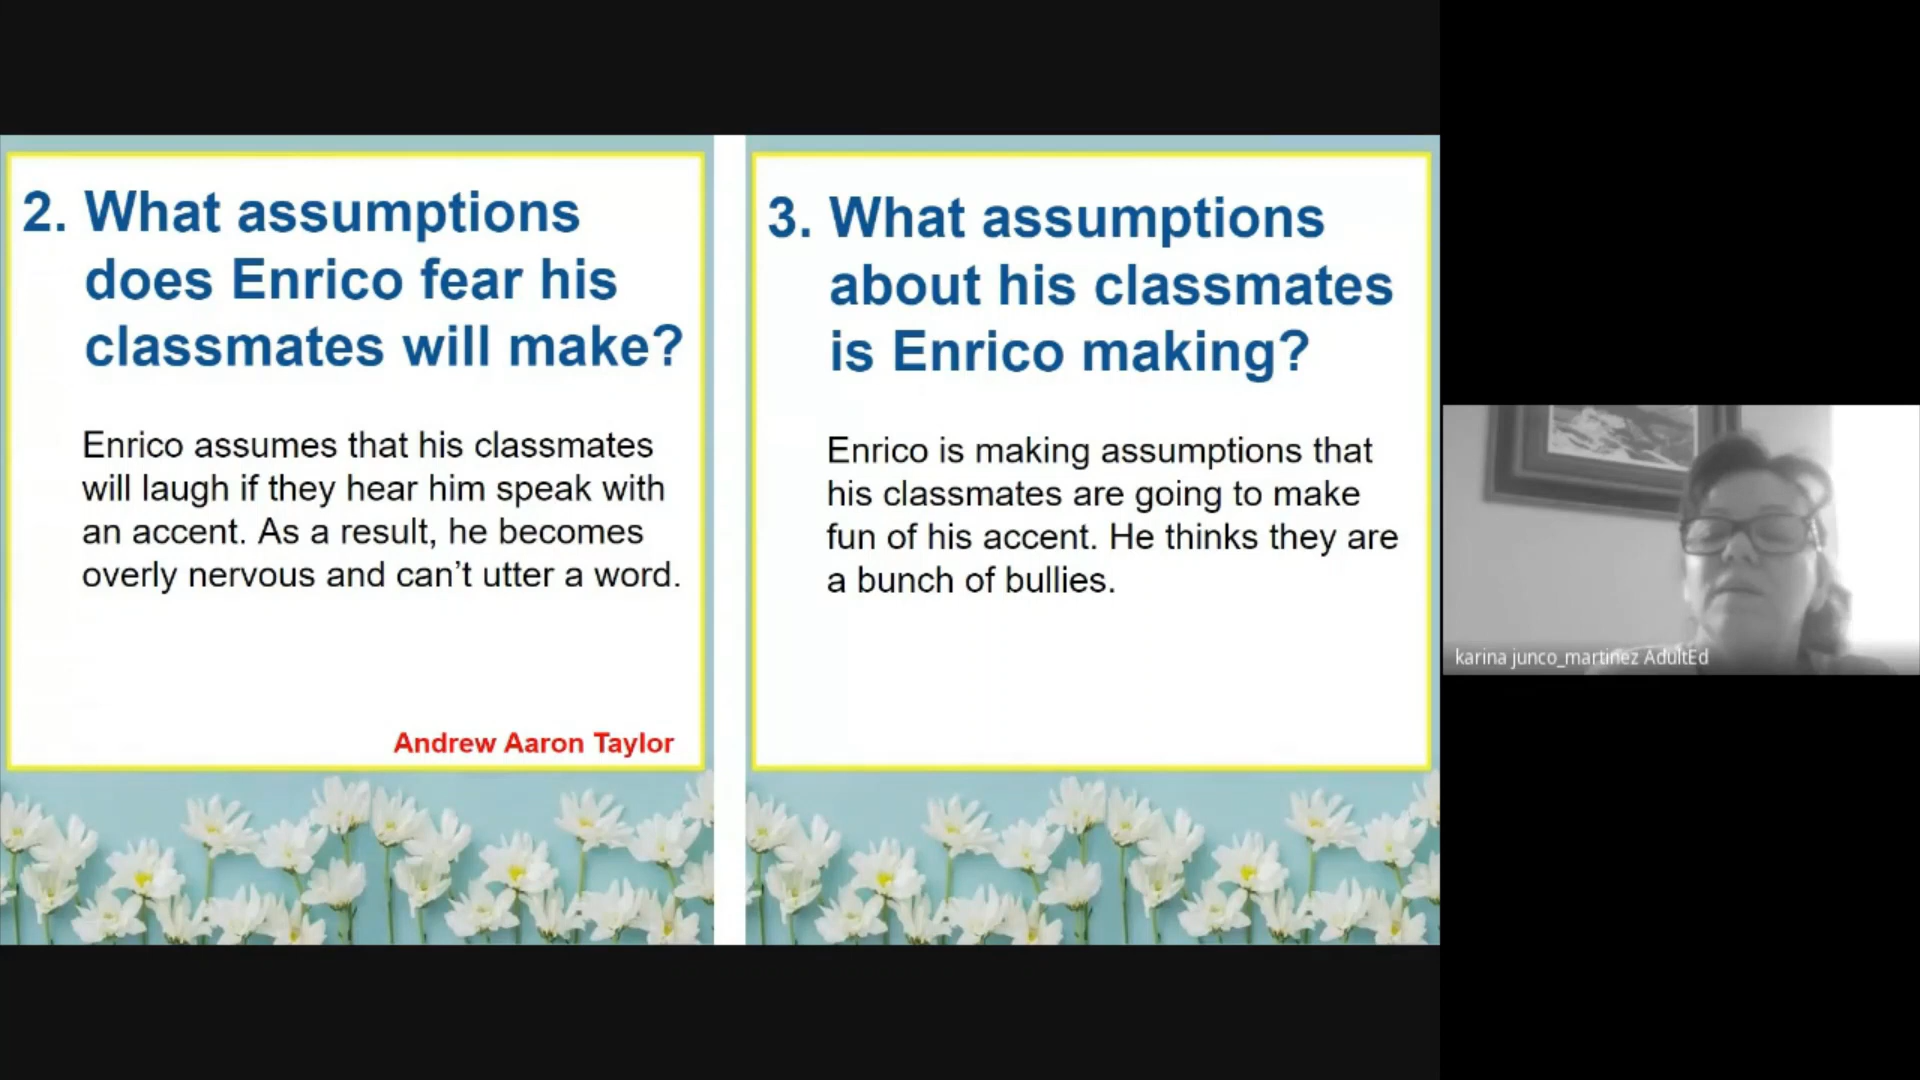 2. What assumptions
does Enrico fear his
classmates will make?
Enrico assumes that his classmates
will laugh if they hear him speak with
an accent. As a result, he becomes
overly nervous and can’t utter a word.
Andrew Aaron Taylor
3. What assumptions
about his classmates
is Enrico making?
Enrico is making assumptions that
his classmates are going to make
fun of his accent. He thinks they are
a bunch of bullies.
karina junco_martinez AdultEd